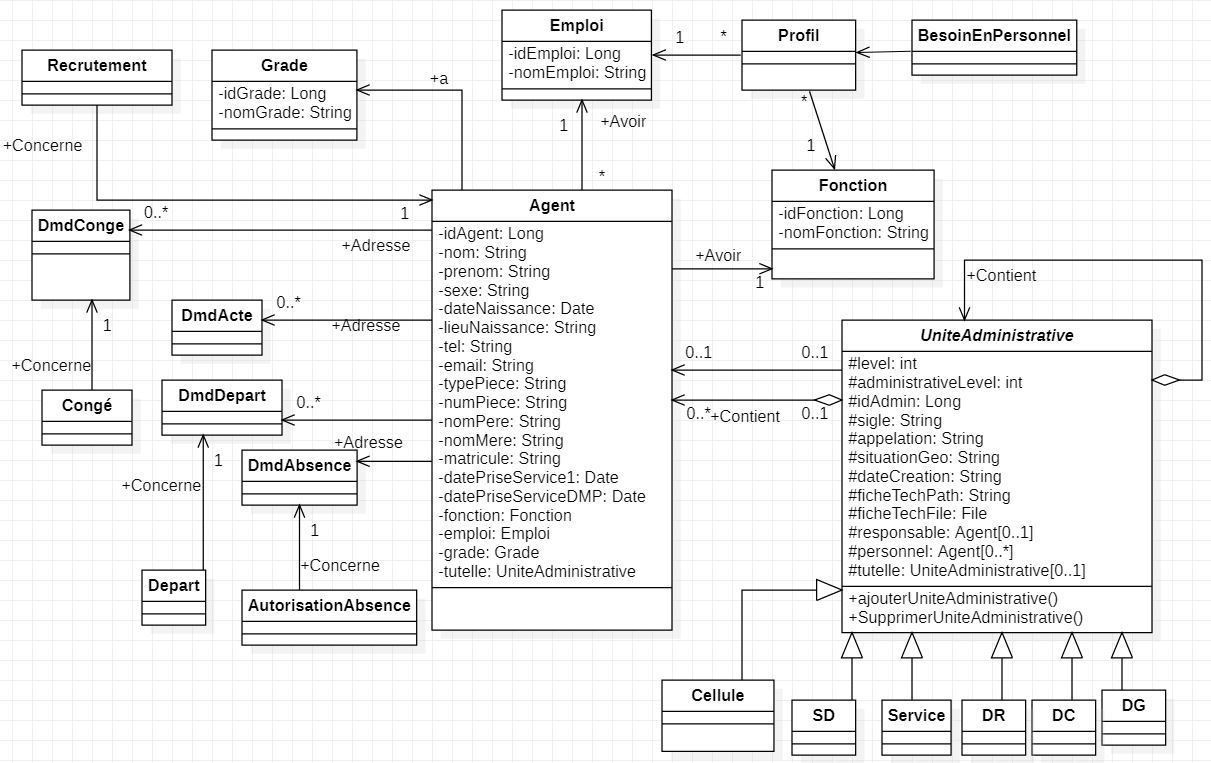 Emploi
-idEmploi: Long
-nomEmploi: String
1
*
Profil
BesoinEnPersonnel
Recrutement
Grade
-idGrade: Long
-nomGrade: String
+a
1
+Avoir
*
*
1
+Concerne
1
Fonction
-idFonction: Long
-nomFonction: String
DmdConge
0..*
+Adresse
Agent
-idAgent: Long
-nom: String
-prenom: String
-sexe: String
-dateNaissance: Date
-lieuNaissance: String
-tel: String
-email: String
-typePiece: String
-numPiece: String
-nomPere: String
-nomMere: String
-matricule: String
-datePriseService1: Date
-datePriseServiceDMP: Date
-fonction: Fonction
-emploi: Emploi
-grade: Grade
-tutelle: UniteAdministrative
+Avoir
1
+Contient
DmdActe
0..*
+Adresse
1
+Concerne
Congé
DmdDepart
0..*
+Adresse
DmdAbsence
1
+Concerne
1
+Concerne
Depart
AutorisationAbsence
0..1
0..1
0..*
+Contient
0..1
UniteAdministrative
#level: int
#administrativeLevel: int
#idAdmin: Long
#sigle: String
#appelation: String
#situationGeo: String
#dateCreation: String
#ficheTechPath: String
#ficheTechFile: File
#responsable: Agent[0..1]
#personnel: Agent[0..*]
#tutelle: UniteAdministrative[0..1]
+ajouterUniteAdministrative()
+SupprimerUniteAdministrative()
Cellule
SD
Service
DR
DC
DG